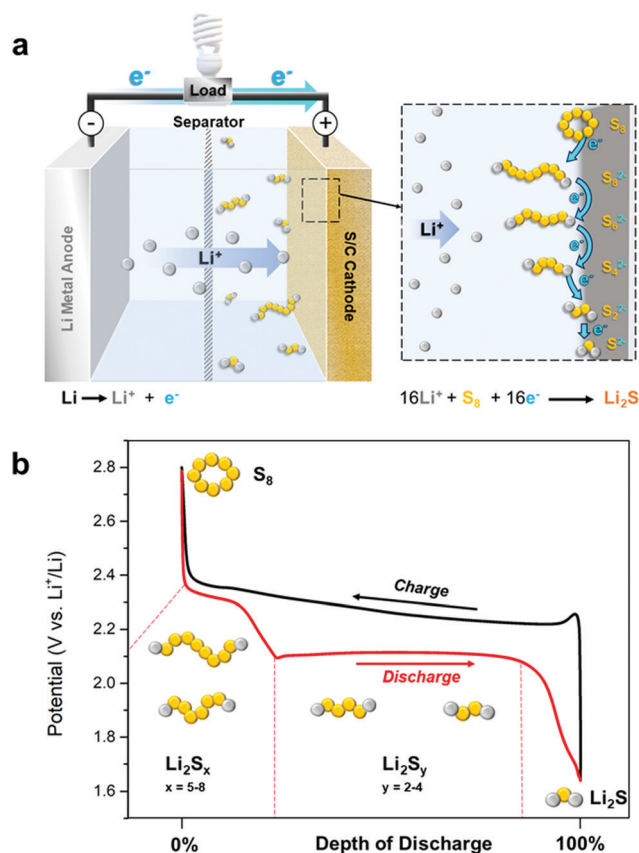 a
e⁻
Load
e⁻
-
Separator
+
Li Metal Anode
Li⁺
S/C Cathode
Li → Li⁺ + e⁻
S₈
e⁻
S₈²⁻
e⁻
S₆²⁻
Li⁺
e⁻
S₄²⁻
e⁻
S₂²⁻
e⁻
S²⁻
16Li⁺ + S₈ + 16e⁻ → Li₂S
b
Potential (V vs. Li⁺/Li)
2.8
2.6
2.4
2.2
2.0
1.8
1.6
S₈
Charge
Discharge
Li₂Sₓ
x = 5-8
Li₂Sᵧ
y = 2-4
Li₂S
0%
Depth of Discharge
100%